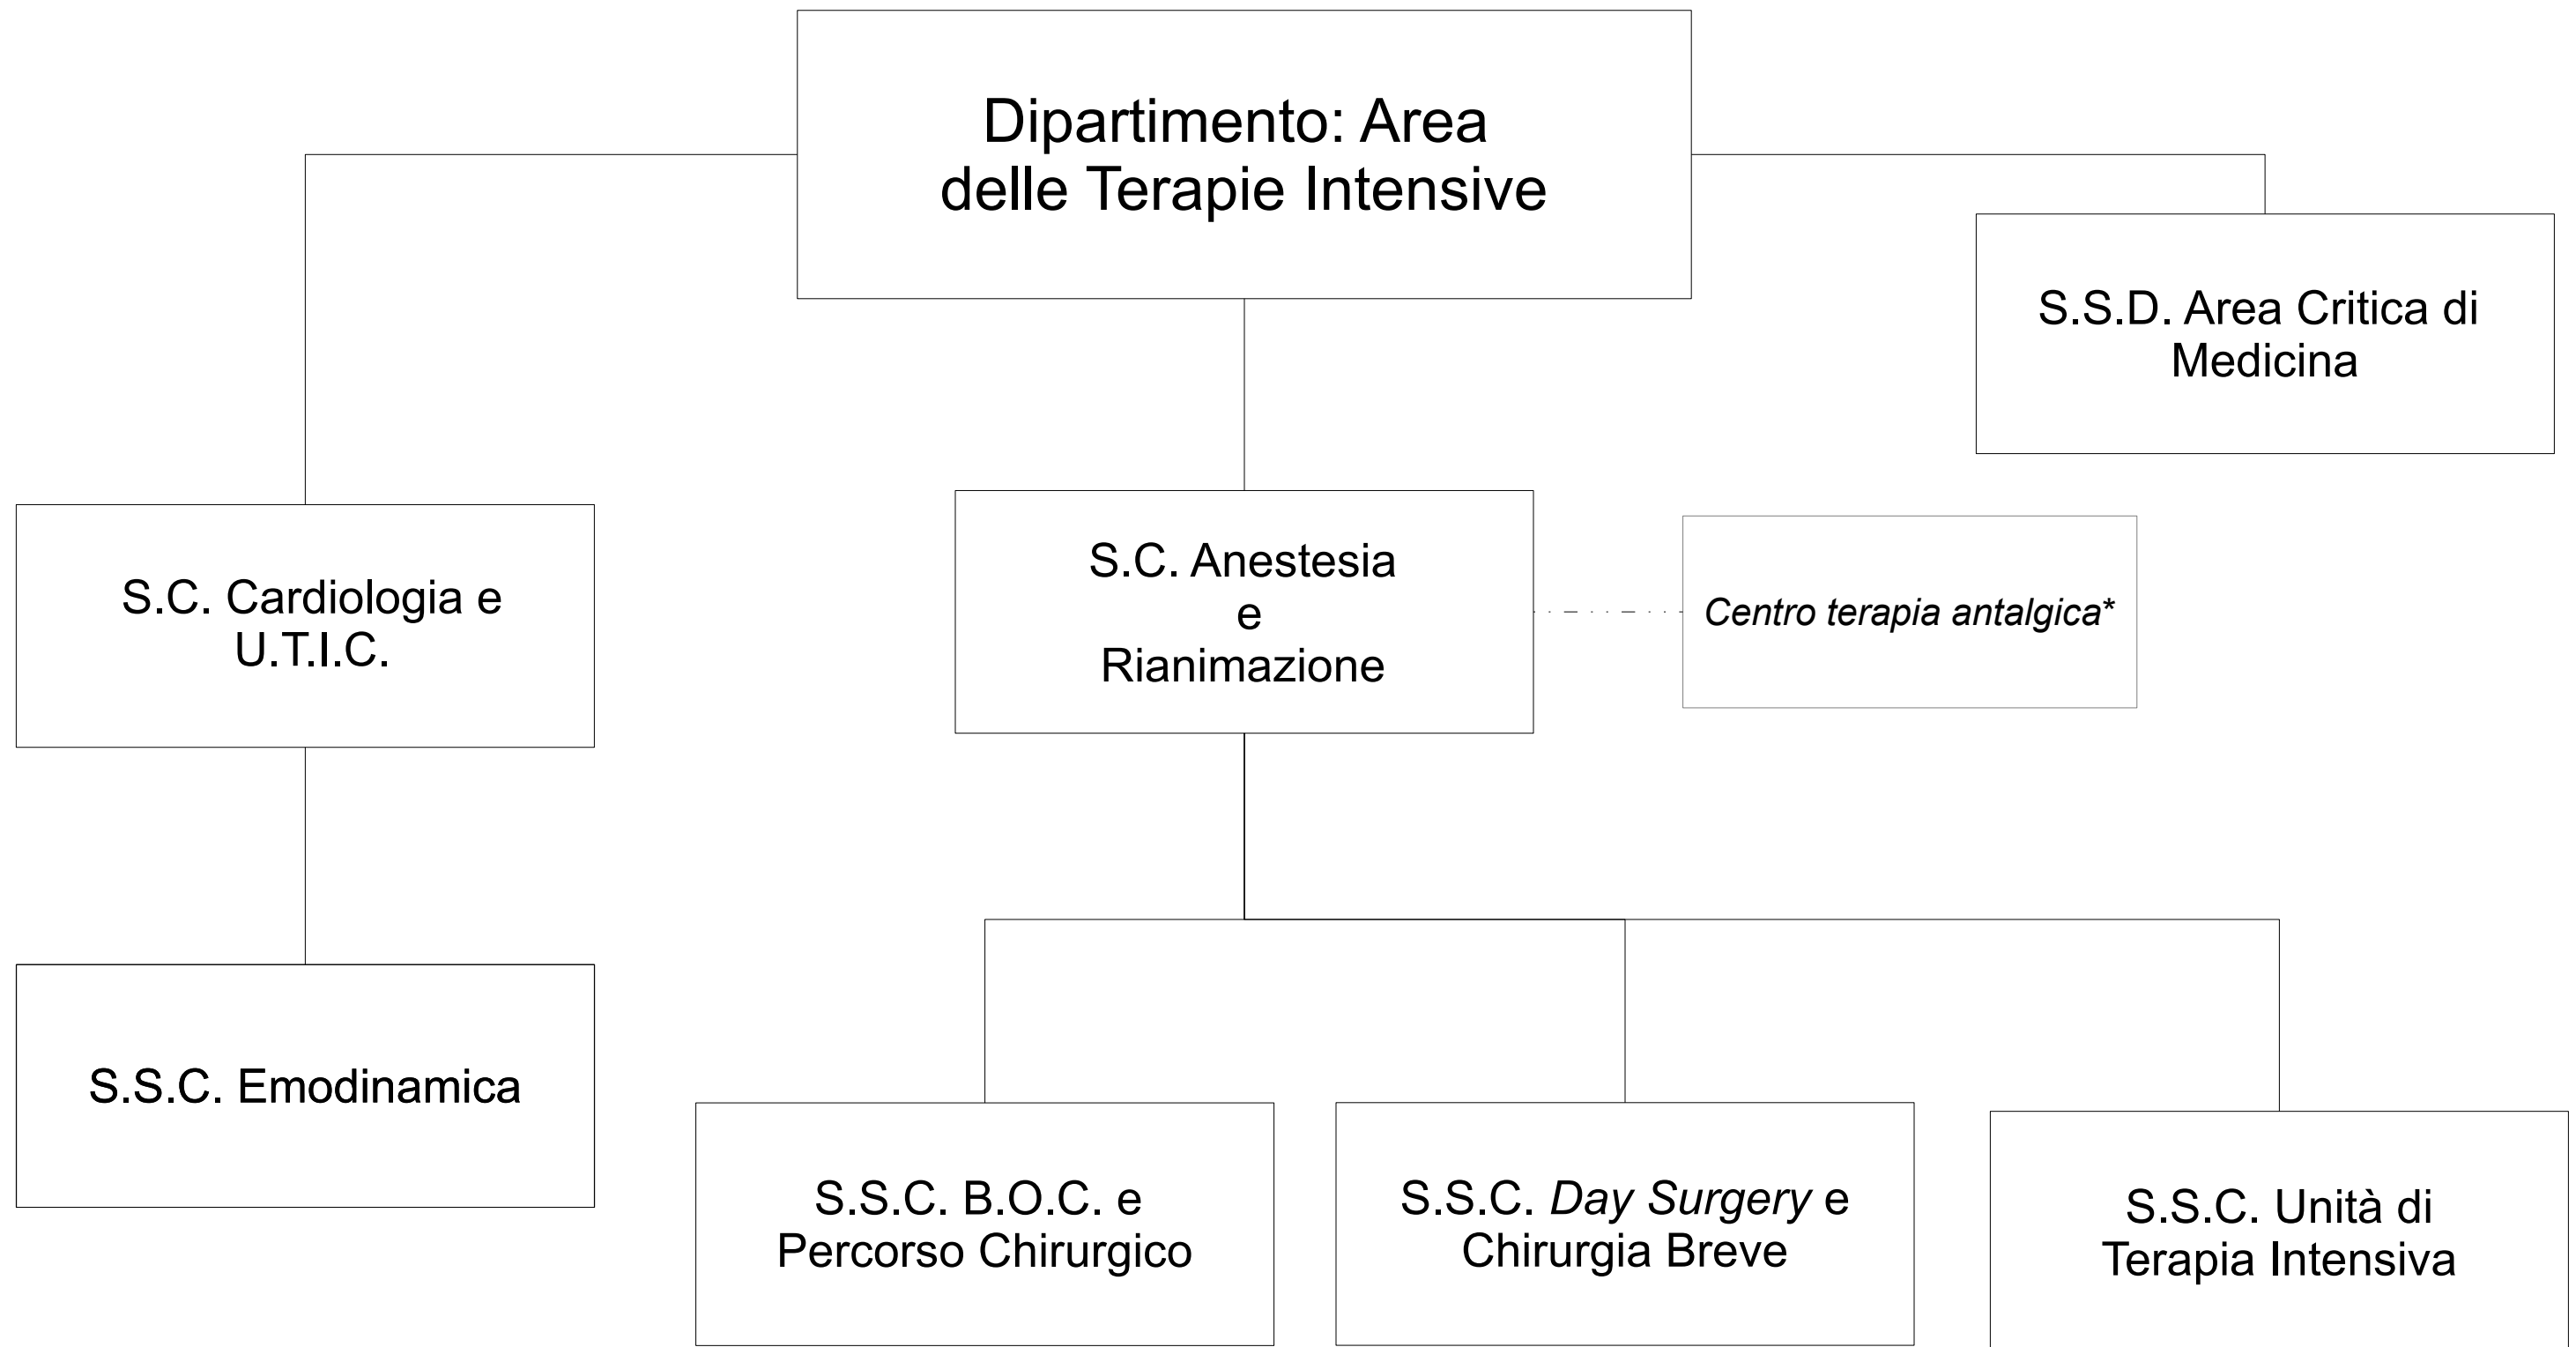 Dipartimento: Area
delle Terapie Intensive
S.S.D. Area Critica di
Medicina
S.C. Cardiologia e
U.T.I.C.
S.C. Anestesia
e
Rianimazione
Centro terapia antalgica*
S.S.C. Emodinamica
S.S.C. B.O.C. e
Percorso Chirurgico
S.S.C. Day Surgery e
Chirurgia Breve
S.S.C. Unità di
Terapia Intensiva